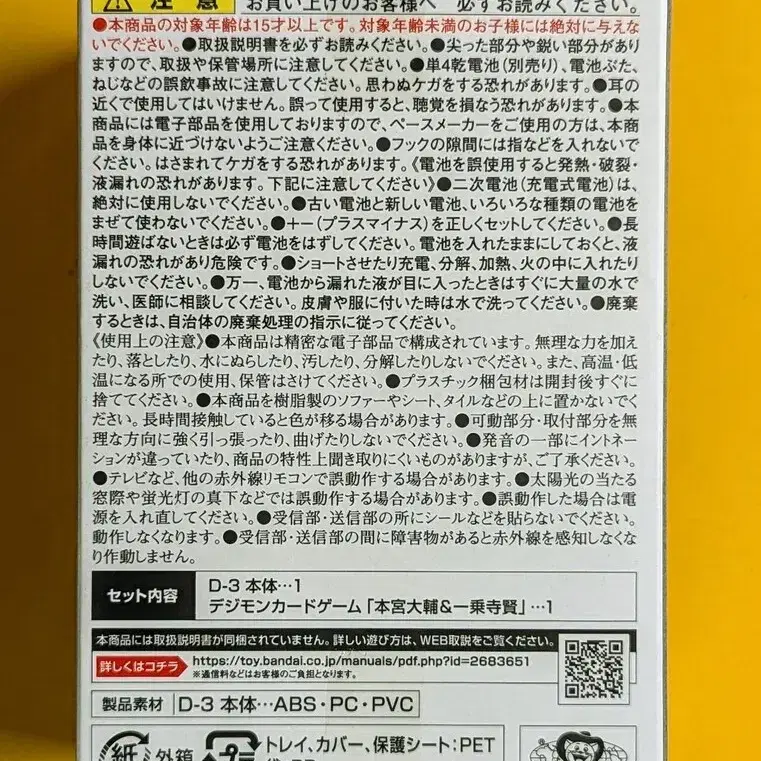 注意 お買い上げのお客様へ 必ずお読みください。
●本商品の対象年齢は15才以上です。対象年齢未満のお子様には絶対に与えな
いでください。●取扱説明書を必ずお読みください。●尖った部分や鋭い部分があり
ますので、取扱や保管場所に注意してください。●単4乾電池(別売り)、電池ぶた、
ねじなどの誤飲事故に注意してください。思わぬケガをする恐れがあります。●耳の
近くで使用してはいけません。誤って使用すると、聴覚を損なう恐れがあります。●本
商品には電子部品を使用しておりますので、ペースメーカーをご使用の方は、本商
品を身体に近づけないようご注意ください。●フックの隙間には指などを入れないで
ください。はさまれてケガをする恐れがあります。《電池を誤使用すると発熱・破裂・
液漏れの恐れがあります。下記に注意してください》●二次電池(充電式電池)は、
絶対に使用しないでください。●古い電池と新しい電池、いろいろな種類の電池を
まぜて使わないでください。●+-(プラスマイナス)を正しくセットしてください。●長
時間遊ばないときは必ず電池をはずしてください。電池を入れたままにしておくと、液
漏れの恐れがあり危険です。●ショートさせたり充電、分解、加熱、火の中に入れたり
しないでください。●万一、電池から漏れた液が目に入ったときはすぐに大量の水で
洗い、医師に相談してください。皮膚や服に付いた時は水で洗ってください。●廃棄
するときは、自治体の廃棄処理の指示に従ってください。
《使用上の注意》●本商品は精密な電子部品で構成されています。無理な力を加え
たり、落としたり、水にぬらしたり、汚したり、分解したりしないでください。また、高温・低
温になる所での使用、保管はさけてください。●プラスチック梱包材は開封後すぐに
捨ててください。●本商品を樹脂製のソファーやシート、タイルなどの上に置かないでくだ
さい。長時間接触していると色が移る場合があります。●可動部分・取付部分を無
理な方向に強く引っ張ったり、曲げたりしないでください。●発音の一部にイントネー
ションが違っていたり、商品の特性上聞き取りにくいものがありますが、ご了承ください。
●テレビなど、他の赤外線リモコンで誤動作する場合があります。●太陽光の当たる
窓際や蛍光灯の真下などでは誤動作する場合があります。●誤動作した場合は電
源を入れ直してください。●受信部・送信部の所にシールなどを貼らないでください。
動作しなくなります。●受信部・送信部の間に障害物があると赤外線を感知しなくな
り作動しません。
セット内容 D-3 本体…1
デジモンカードゲーム「本宮大輔&一乗寺賢」…1
本商品には取扱説明書が同梱されていません。詳しい遊び方は、WEB取説をご覧ください。
詳しくはコチラ https://toy.bandai.co.jp/manuals/pdf.php?id=2683651
※通信料などはお客様のご負担となります。
製品素材 D-3 本体…ABS・PC・PVC
紙 外箱 プラ トレイ、カバー、保護シート:PET